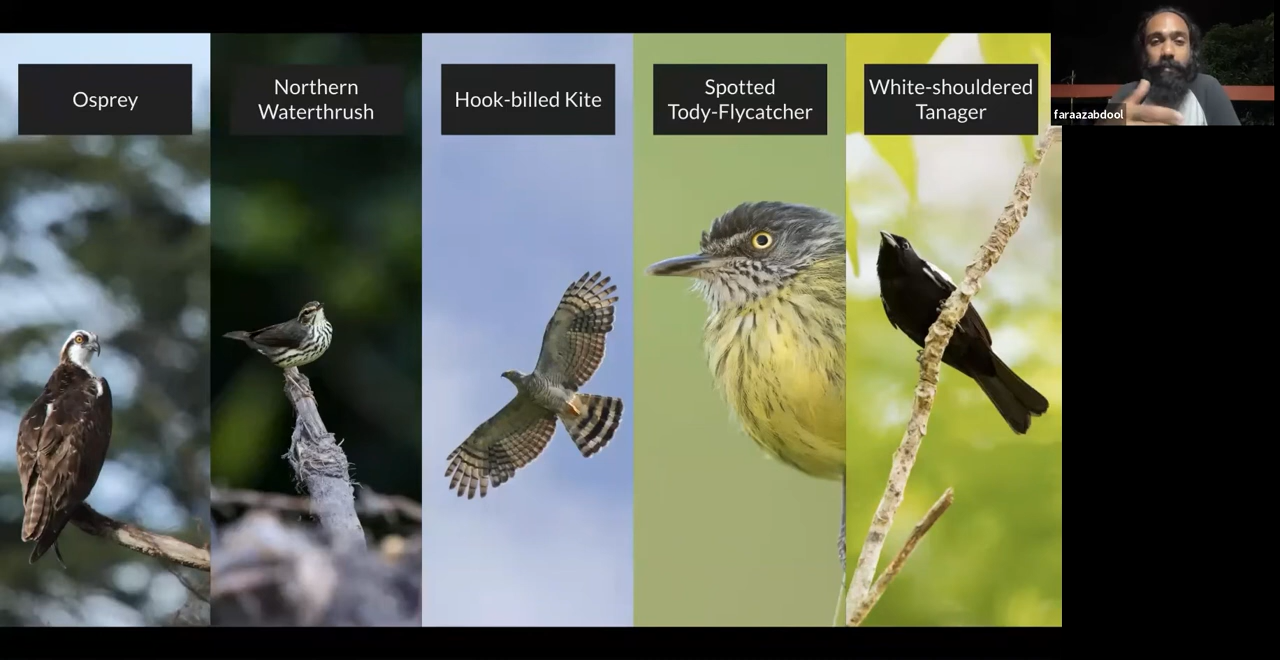 Osprey
Northern
Waterthrush
Hook-billed Kite
Spotted
Tody-Flycatcher
White-shouldered
Tanager
faraazabdool